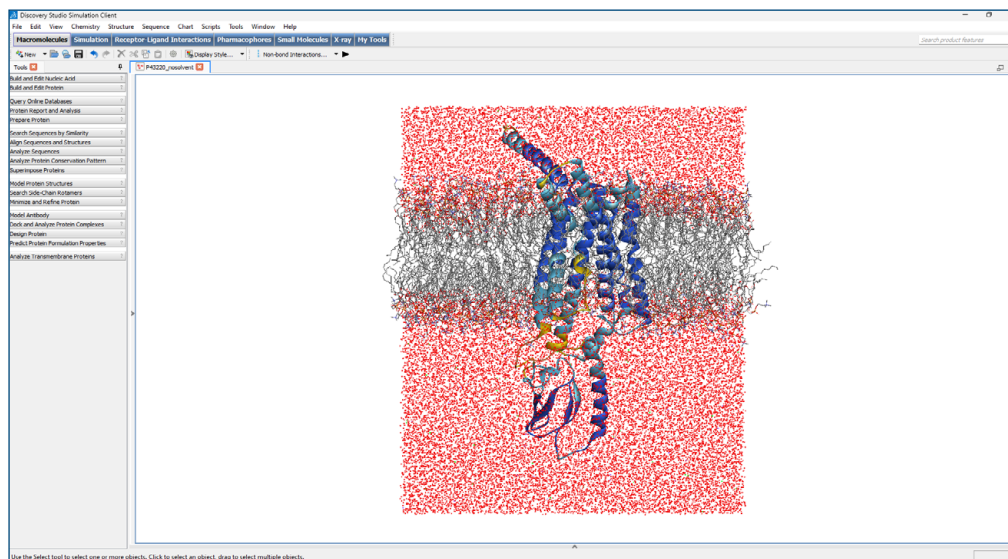 Discovery Studio Simulation Client
File Edit View Chemistry Structure Sequence Chart Scripts Tools Window Help
Macromolecules Simulation Receptor Ligand Interactions Pharmacophores Small Molecules X-ray My Tools
Search product features
New Display Style... Non-bond Interactions...
Tools P43220_nosolvent
Build and Edit Nucleic Acid
Build and Edit Protein
Query Online Databases
Protein Report and Analysis
Prepare Protein
Search Sequences by Similarity
Align Sequences and Structures
Analyze Sequences
Analyze Protein Conservation Pattern
Superimpose Proteins
Model Protein Structures
Search Side-Chain Rotamers
Minimize and Refine Protein
Model Antibody
Dock and Analyze Protein Complexes
Design Protein
Predict Protein Formulation Properties
Analyze Transmembrane Proteins
Use the Select tool to select one or more objects. Click to select an object, drag to select multiple objects.